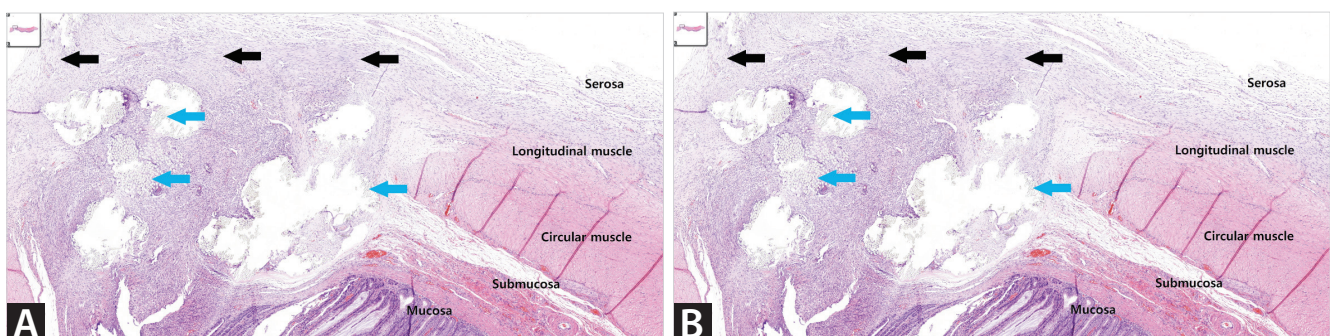 Serosa
Longitudinal muscle
Circular muscle
Submucosa
Mucosa
A
Serosa
Longitudinal muscle
Circular muscle
Submucosa
Mucosa
B